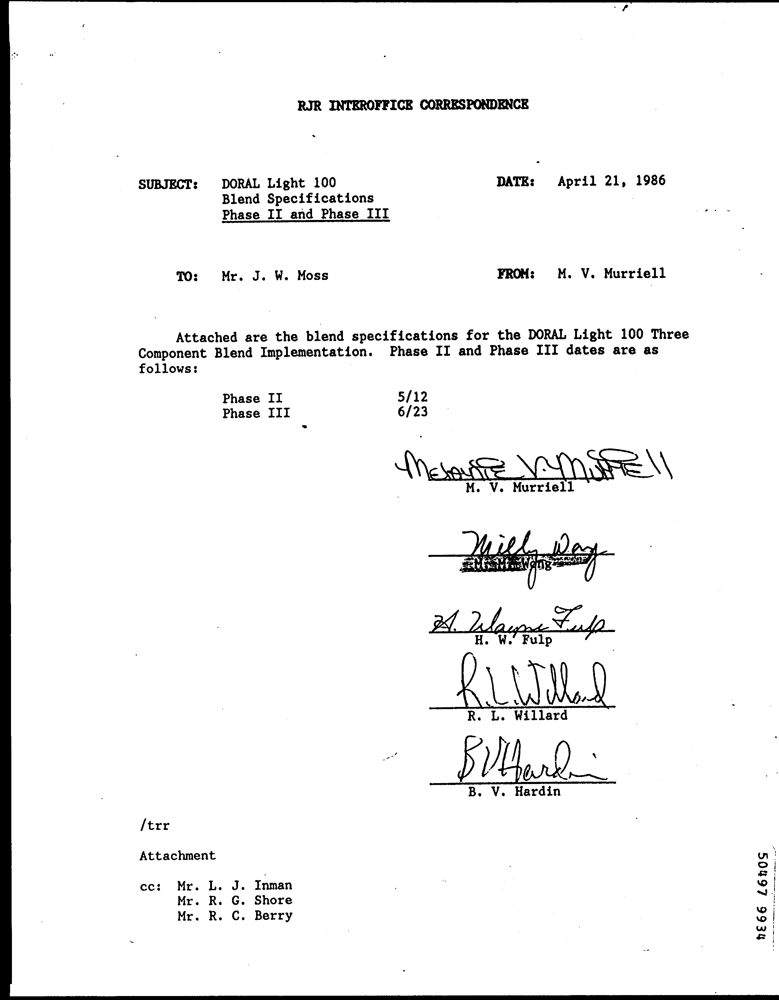 RJR INTEROFFICE CORRESPONDENCE
SUBJECT: DORAL Light 100 DATE: April 21, 1986
Blend Specifications
Phase II and Phase III
TO: Mr. J. W. Moss FROM: M. V. Murriell
Attached are the blend specifications for the DORAL Light 100 Three
Component Blend Implementation. Phase II and Phase III dates are as
follows:
Phase II 5/12
Phase III 6/23
Melanie V. Murriell
M. V. Murriell
Milly Wong
Wong
H. Wayne Fulp
H. W. Fulp
R. L. Willard
R. L. Willard
B V Hardin
B. V. Hardin
/trr
Attachment
cc: Mr. L. J. Inman
Mr. R. G. Shore
Mr. R. C. Berry
50497 9934